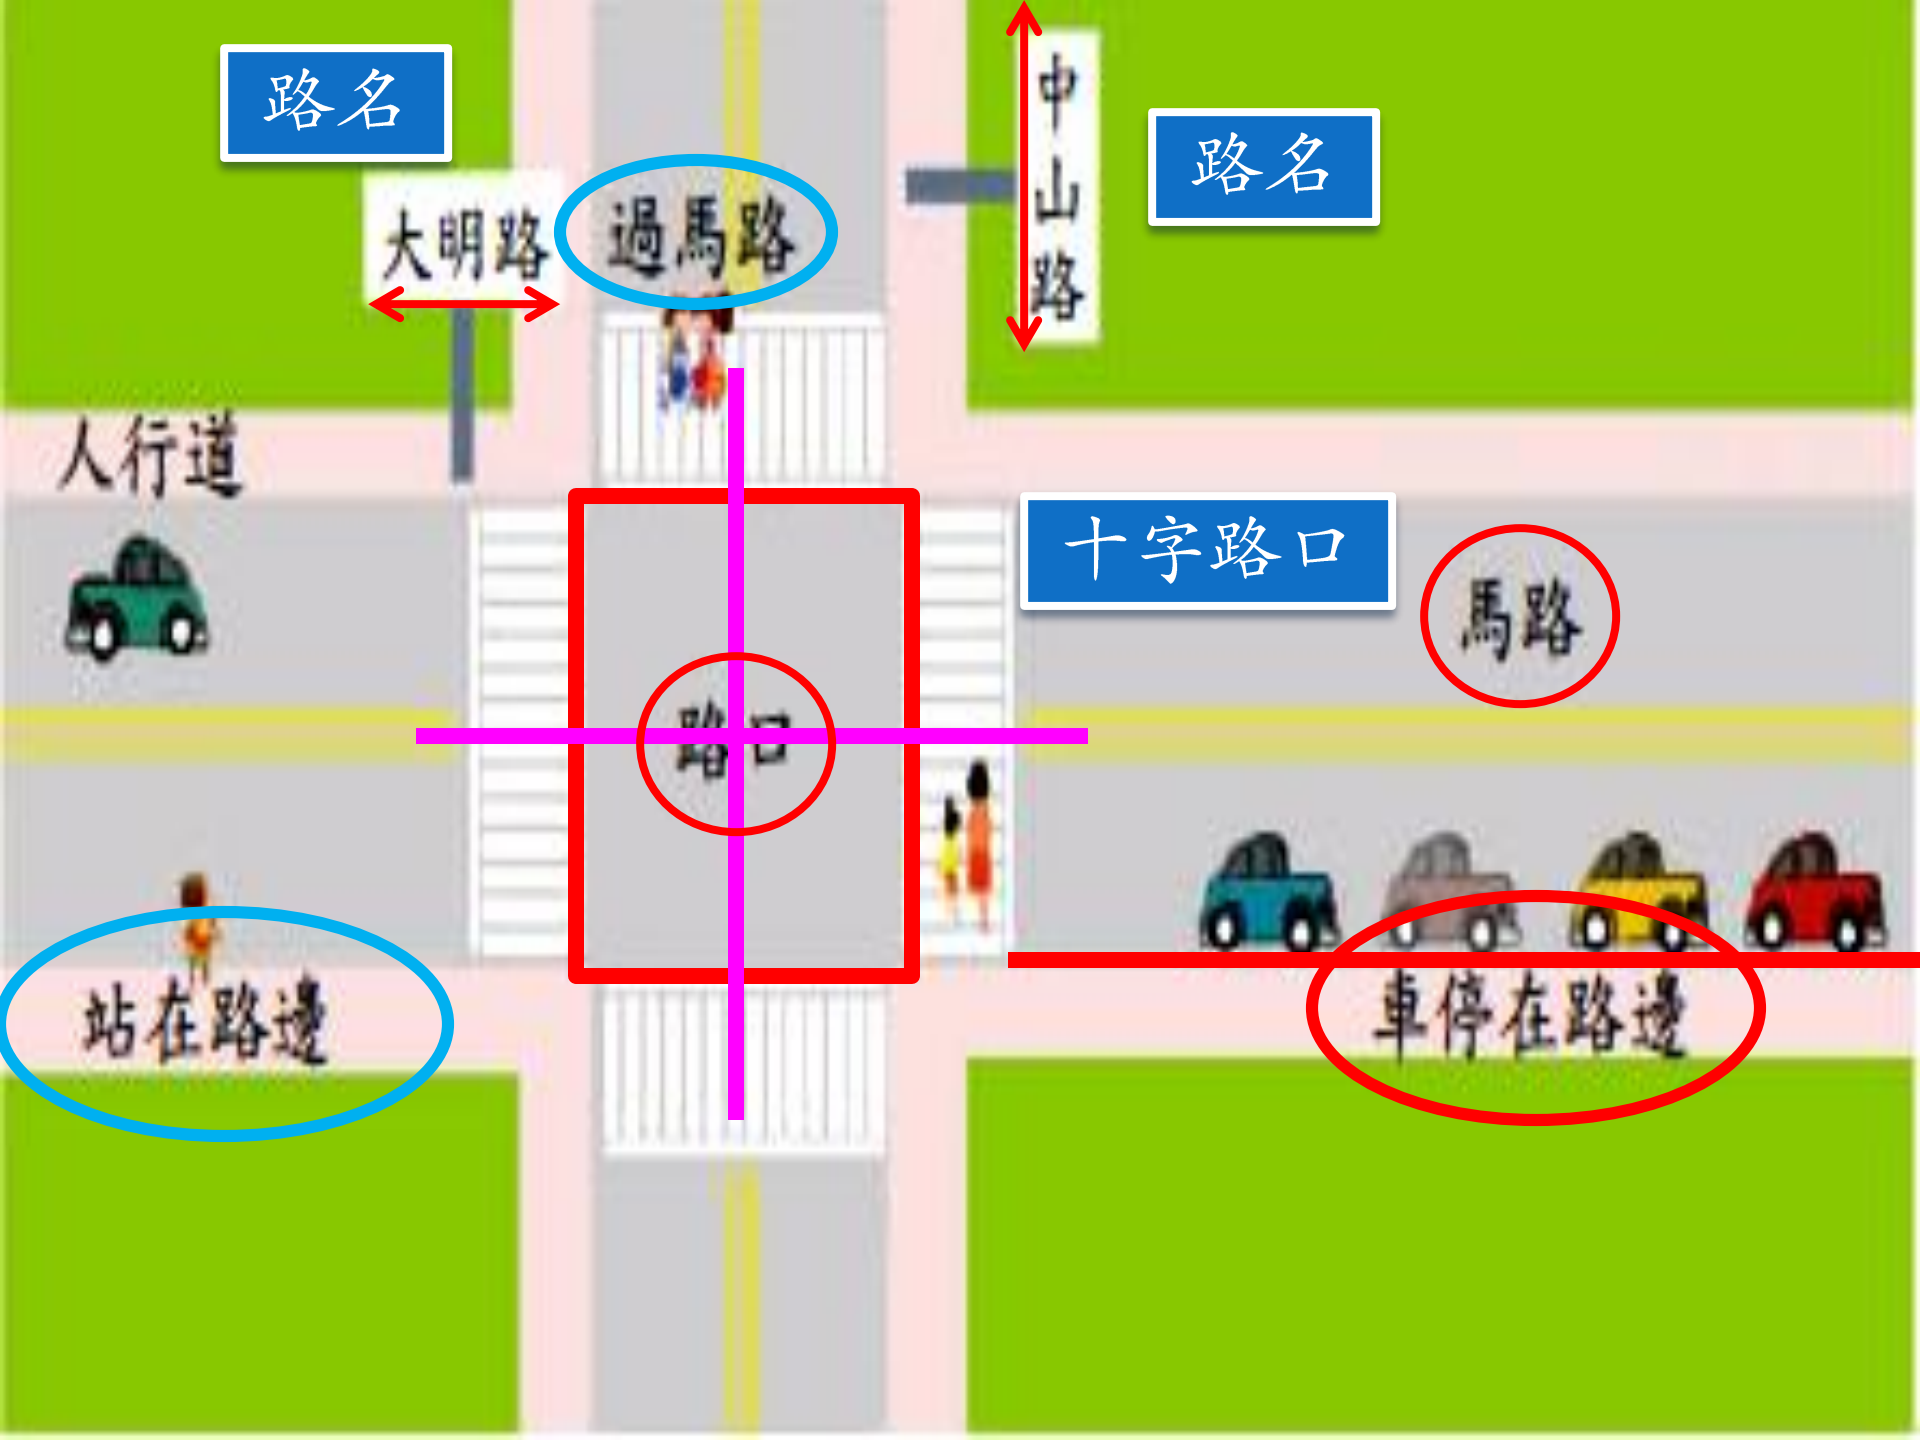 路名
中山路
路名
大明路
過馬路
人行道
十字路口
馬路
路口
站在路邊
車停在路邊